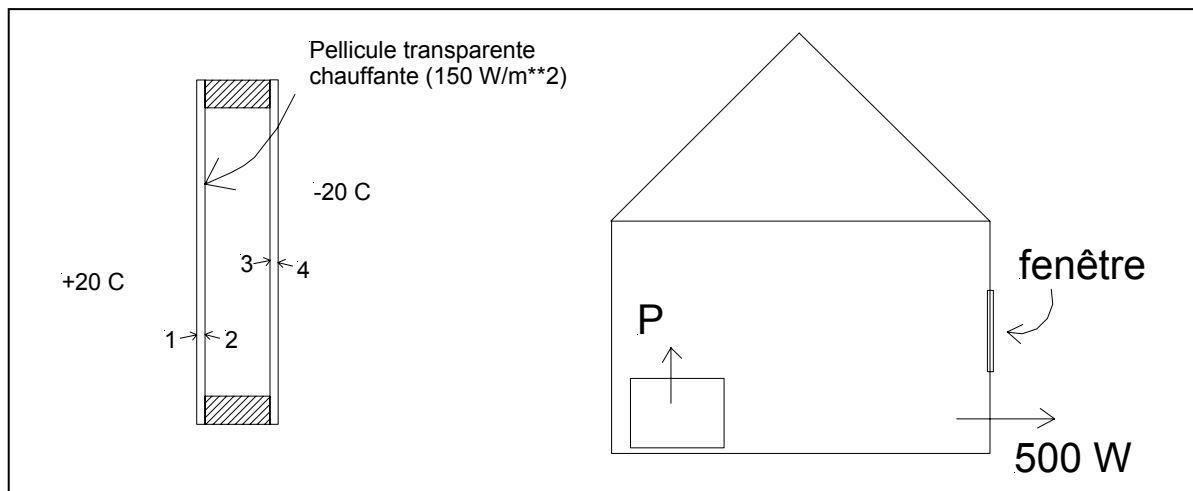 Pellicule transparente
chauffante (150 W/m**2)
-20 C
+20 C
3
4
1
2
fenêtre
P
500 W